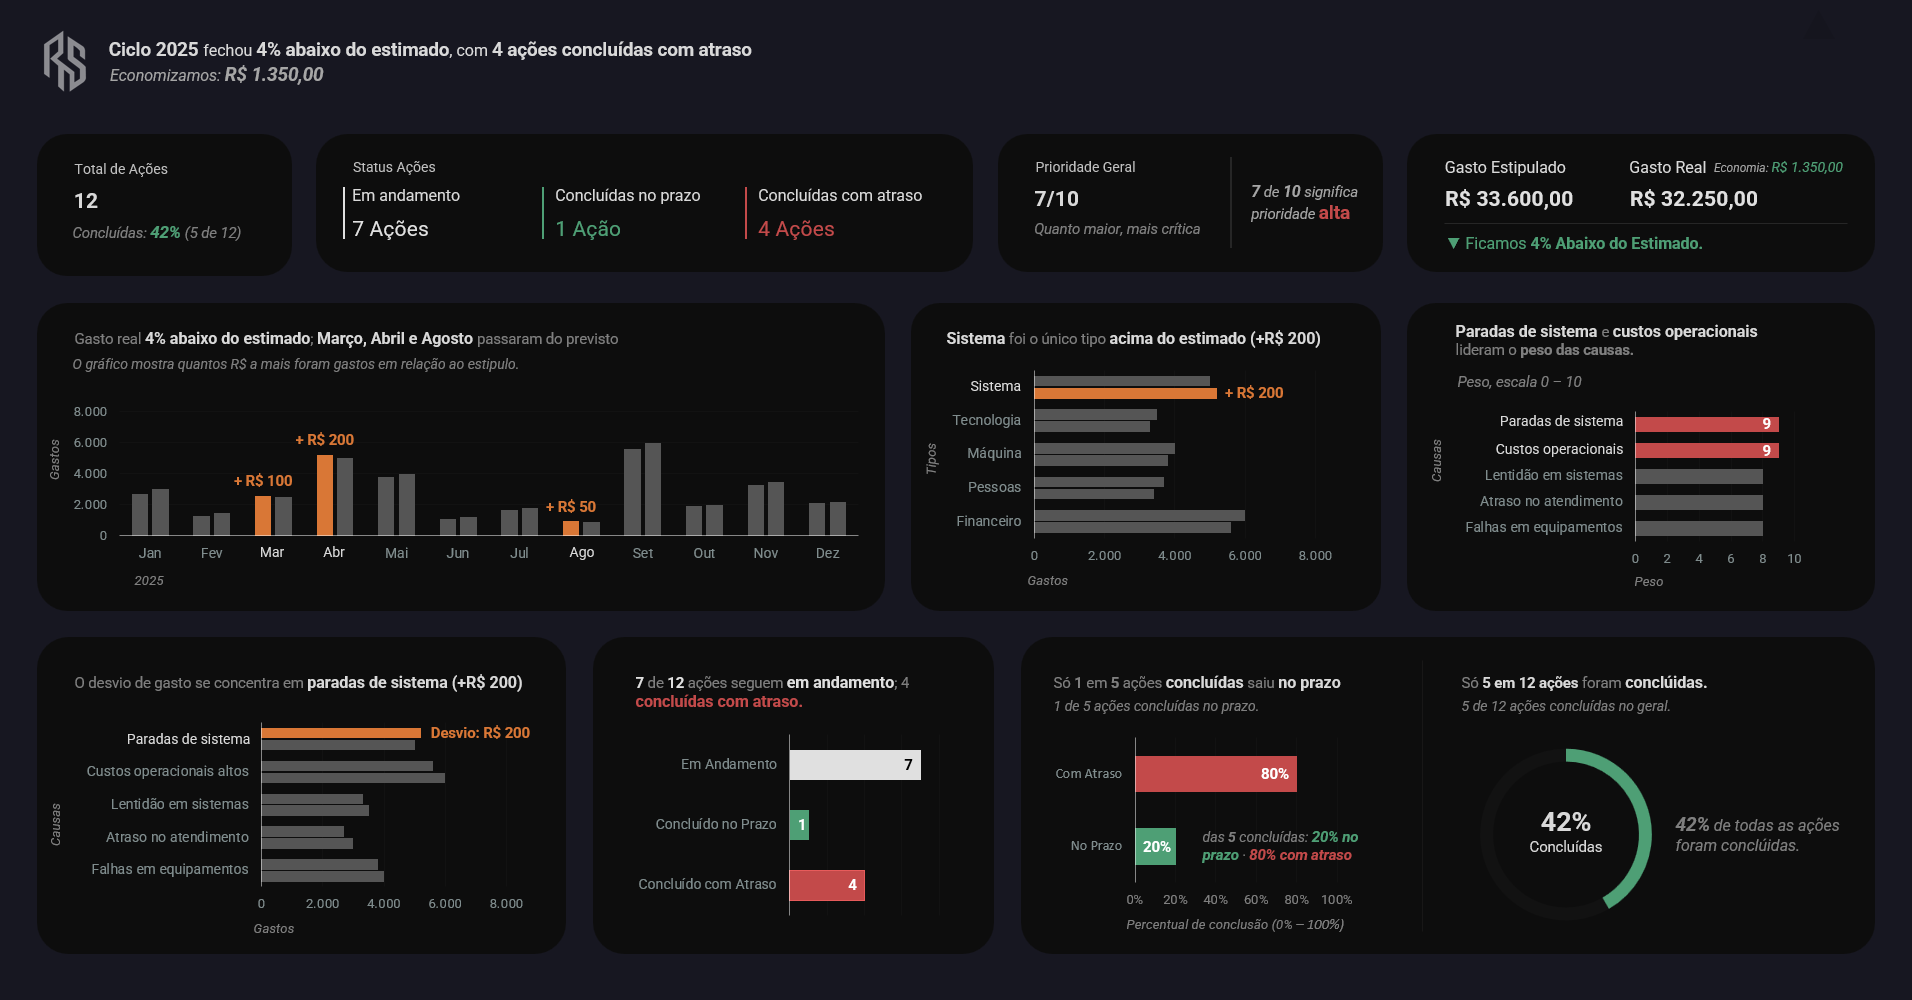 RS
Ciclo 2025 fechou 4% abaixo do estimado, com 4 ações concluídas com atraso
Economizamos: R$ 1.350,00
Total de Ações
12
Concluídas: 42% (5 de 12)
Status Ações
Em andamento
7 Ações
Concluídas no prazo
1 Ação
Concluídas com atraso
4 Ações
Prioridade Geral
7/10
Quanto maior, mais crítica
7 de 10 significa
prioridade alta
Gasto Estipulado
R$ 33.600,00
Gasto Real Economia: R$ 1.350,00
R$ 32.250,00
▼ Ficamos 4% Abaixo do Estimado.
Gasto real 4% abaixo do estimado; Março, Abril e Agosto passaram do previsto
O gráfico mostra quantos R$ a mais foram gastos em relação ao estipulo.
Gastos
8.000
6.000
4.000
2.000
0
+ R$ 100
+ R$ 200
+ R$ 50
Jan Fev Mar Abr Mai Jun Jul Ago Set Out Nov Dez
2025
Sistema foi o único tipo acima do estimado (+R$ 200)
Tipos
Sistema
+ R$ 200
Tecnologia
Máquina
Pessoas
Financeiro
0 2.000 4.000 6.000 8.000
Gastos
Paradas de sistema e custos operacionais
lideram o peso das causas.
Peso, escala 0 – 10
Causas
Paradas de sistema 9
Custos operacionais 9
Lentidão em sistemas
Atraso no atendimento
Falhas em equipamentos
0 2 4 6 8 10
Peso
O desvio de gasto se concentra em paradas de sistema (+R$ 200)
Causas
Paradas de sistema
Desvio: R$ 200
Custos operacionais altos
Lentidão em sistemas
Atraso no atendimento
Falhas em equipamentos
0 2.000 4.000 6.000 8.000
Gastos
7 de 12 ações seguem em andamento; 4
concluídas com atraso.
Em Andamento 7
Concluído no Prazo 1
Concluído com Atraso 4
Só 1 em 5 ações concluídas saiu no prazo
1 de 5 ações concluídas no prazo.
Com Atraso 80%
No Prazo 20%
das 5 concluídas: 20% no
prazo · 80% com atraso
0% 20% 40% 60% 80% 100%
Percentual de conclusão (0% – 100%)
Só 5 em 12 ações foram conclúidas.
5 de 12 ações concluídas no geral.
42%
Concluídas
42% de todas as ações
foram conclúidas.